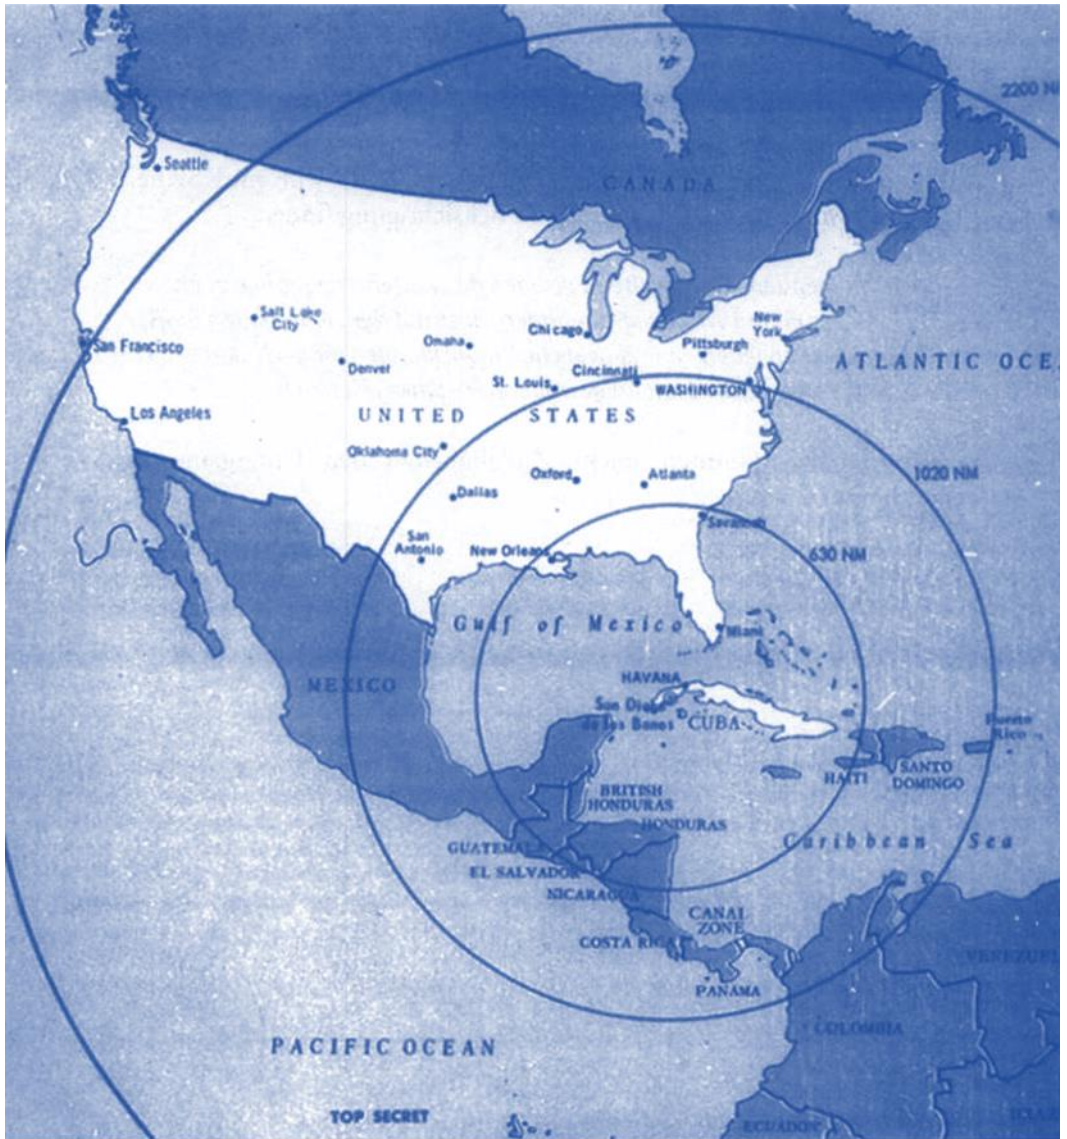 2200 NM
Seattle
CANADA
Salt Lake
City
New
York
Chicago
Omaha
Pittsburgh
San Francisco
Denver
Cincinnati
ATLANTIC OCEA
St. Louis
WASHINGTON
Los Angeles
UNITED STATES
Oklahoma City
Oxford
Atlanta
1020 NM
Dallas
Savannah
San
Antonio
New Orleans
630 NM
Gulf of Mexico
Miami
HAVANA
MEXICO
San Diego
de los Banos
CUBA
Puerto
Rico
HAITI
SANTO
DOMINGO
BRITISH
HONDURAS
HONDURAS
Caribbean Sea
GUATEMALA
EL SALVADOR
NICARAGUA
CANAL
ZONE
COSTA RICA
VENEZUEL
PANAMA
COLOMBIA
PACIFIC OCEAN
TOP SECRET
ECUADOR